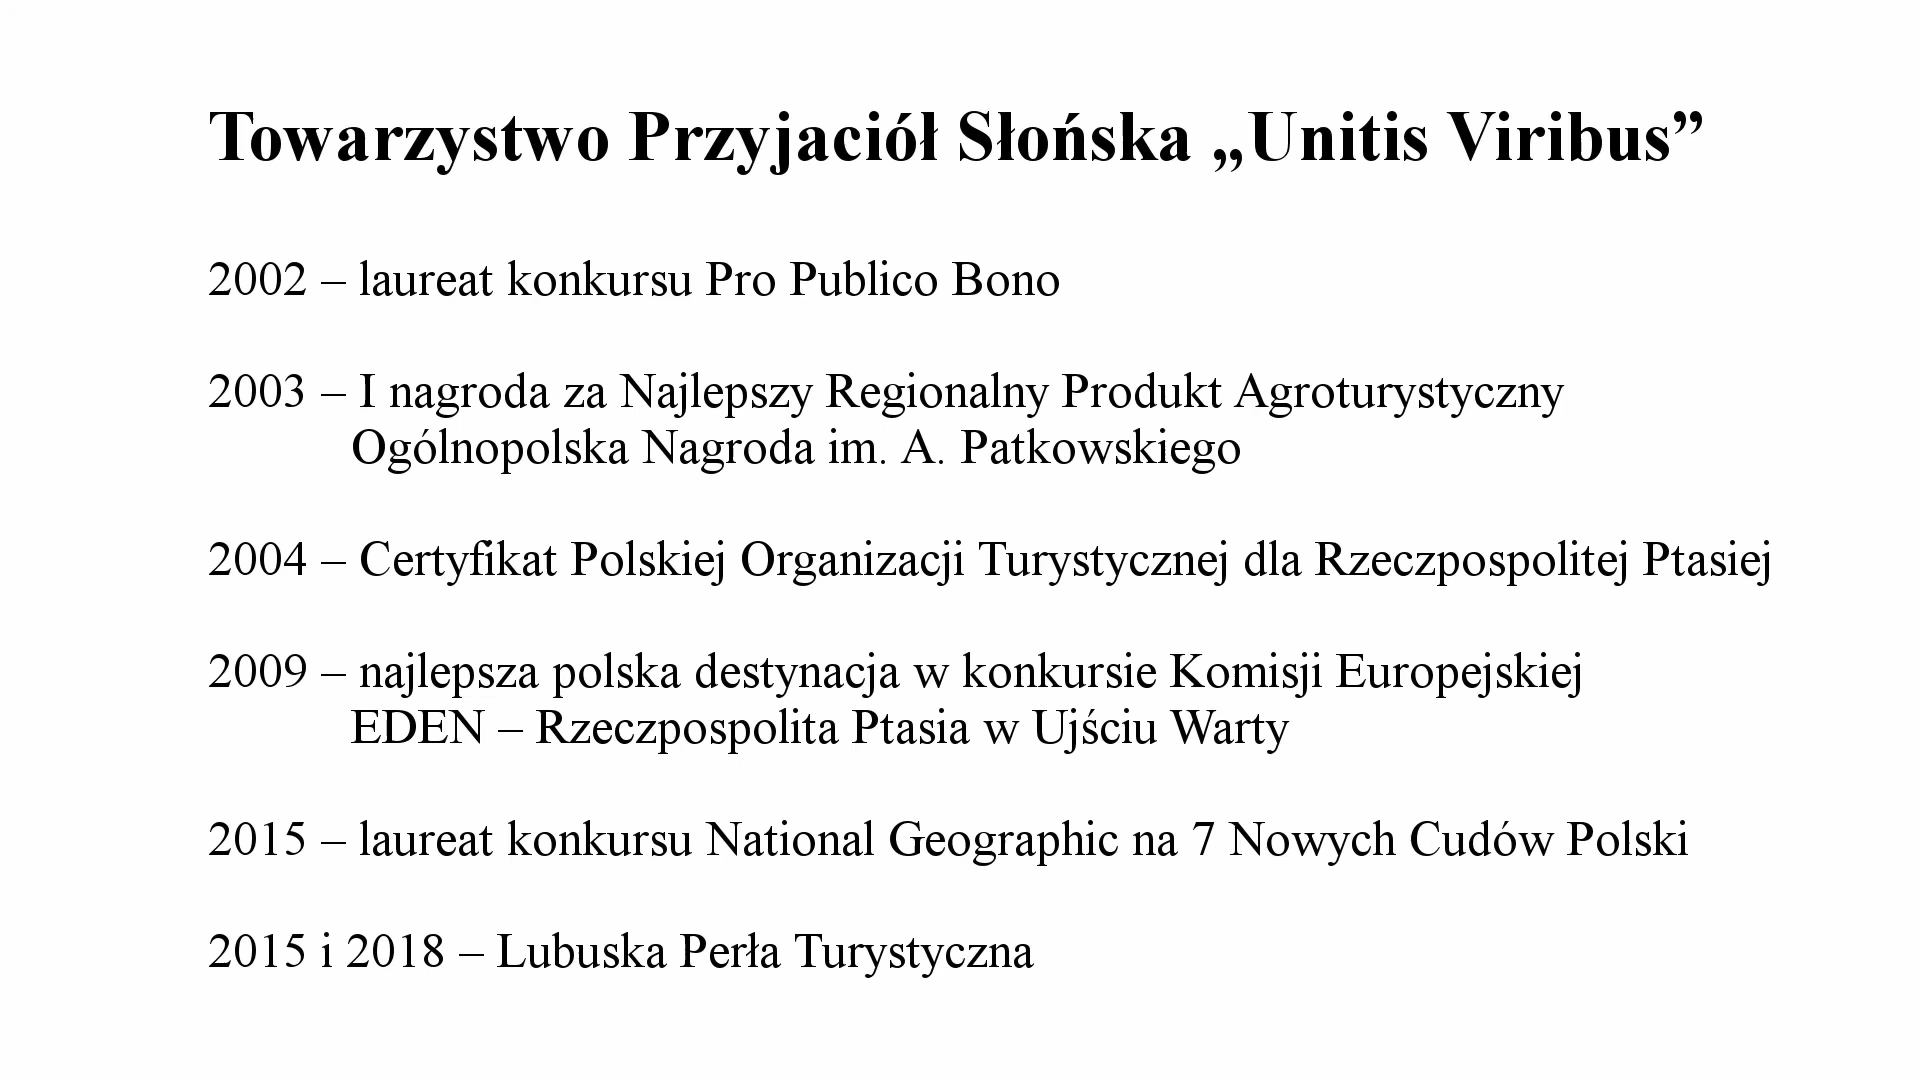 Towarzystwo Przyjaciół Słońska „Unitis Viribus”
2002 – laureat konkursu Pro Publico Bono
2003 – I nagroda za Najlepszy Regionalny Produkt Agroturystyczny
Ogólnopolska Nagroda im. A. Patkowskiego
2004 – Certyfikat Polskiej Organizacji Turystycznej dla Rzeczpospolitej Ptasiej
2009 – najlepsza polska destynacja w konkursie Komisji Europejskiej
EDEN – Rzeczpospolita Ptasia w Ujściu Warty
2015 – laureat konkursu National Geographic na 7 Nowych Cudów Polski
2015 i 2018 – Lubuska Perła Turystyczna